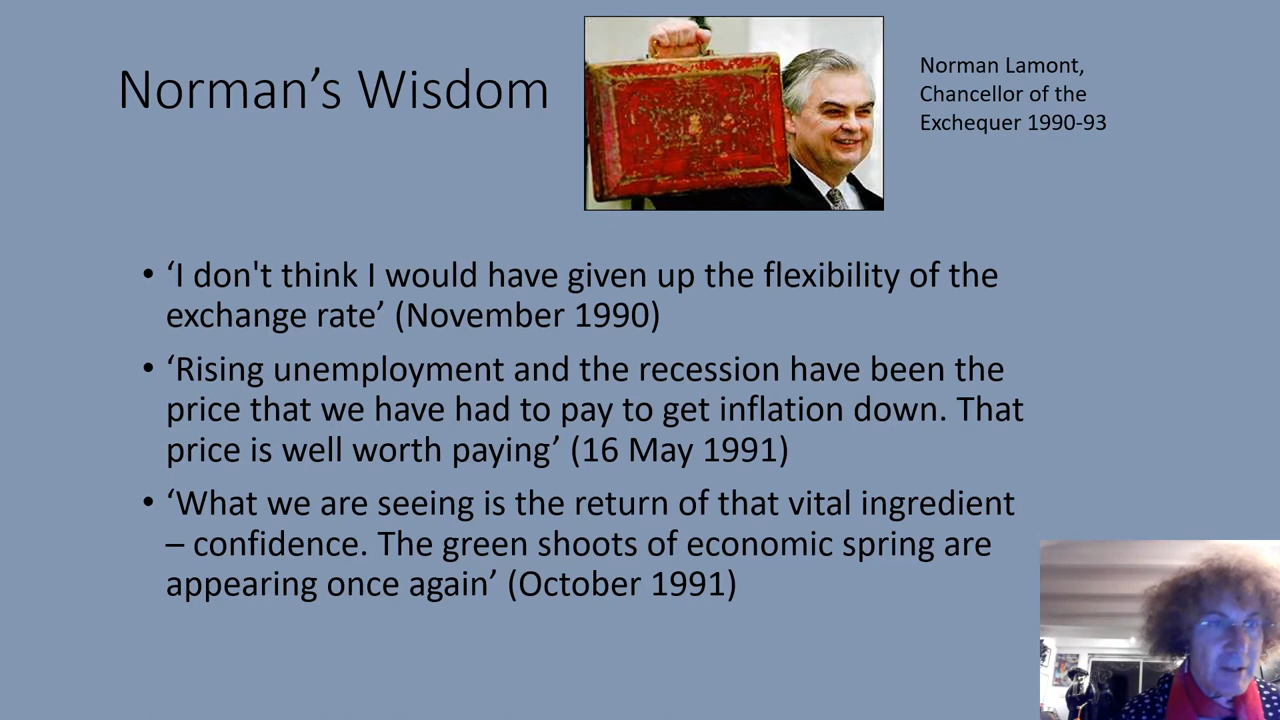 Norman’s Wisdom
Norman Lamont,
Chancellor of the
Exchequer 1990-93
• ‘I don't think I would have given up the flexibility of the
exchange rate’ (November 1990)
• ‘Rising unemployment and the recession have been the
price that we have had to pay to get inflation down. That
price is well worth paying’ (16 May 1991)
• ‘What we are seeing is the return of that vital ingredient
– confidence. The green shoots of economic spring are
appearing once again’ (October 1991)